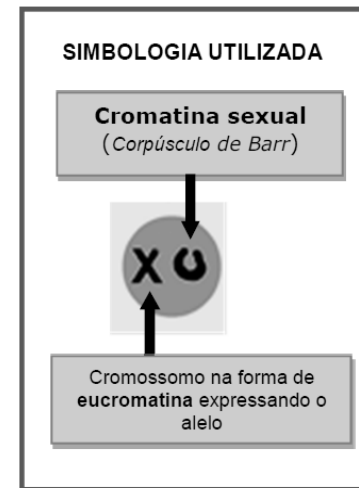 SIMBOLOGIA UTILIZADA
Cromatina sexual
(Corpúsculo de Barr)
X
Cromossomo na forma de
eucromatina expressando o
alelo